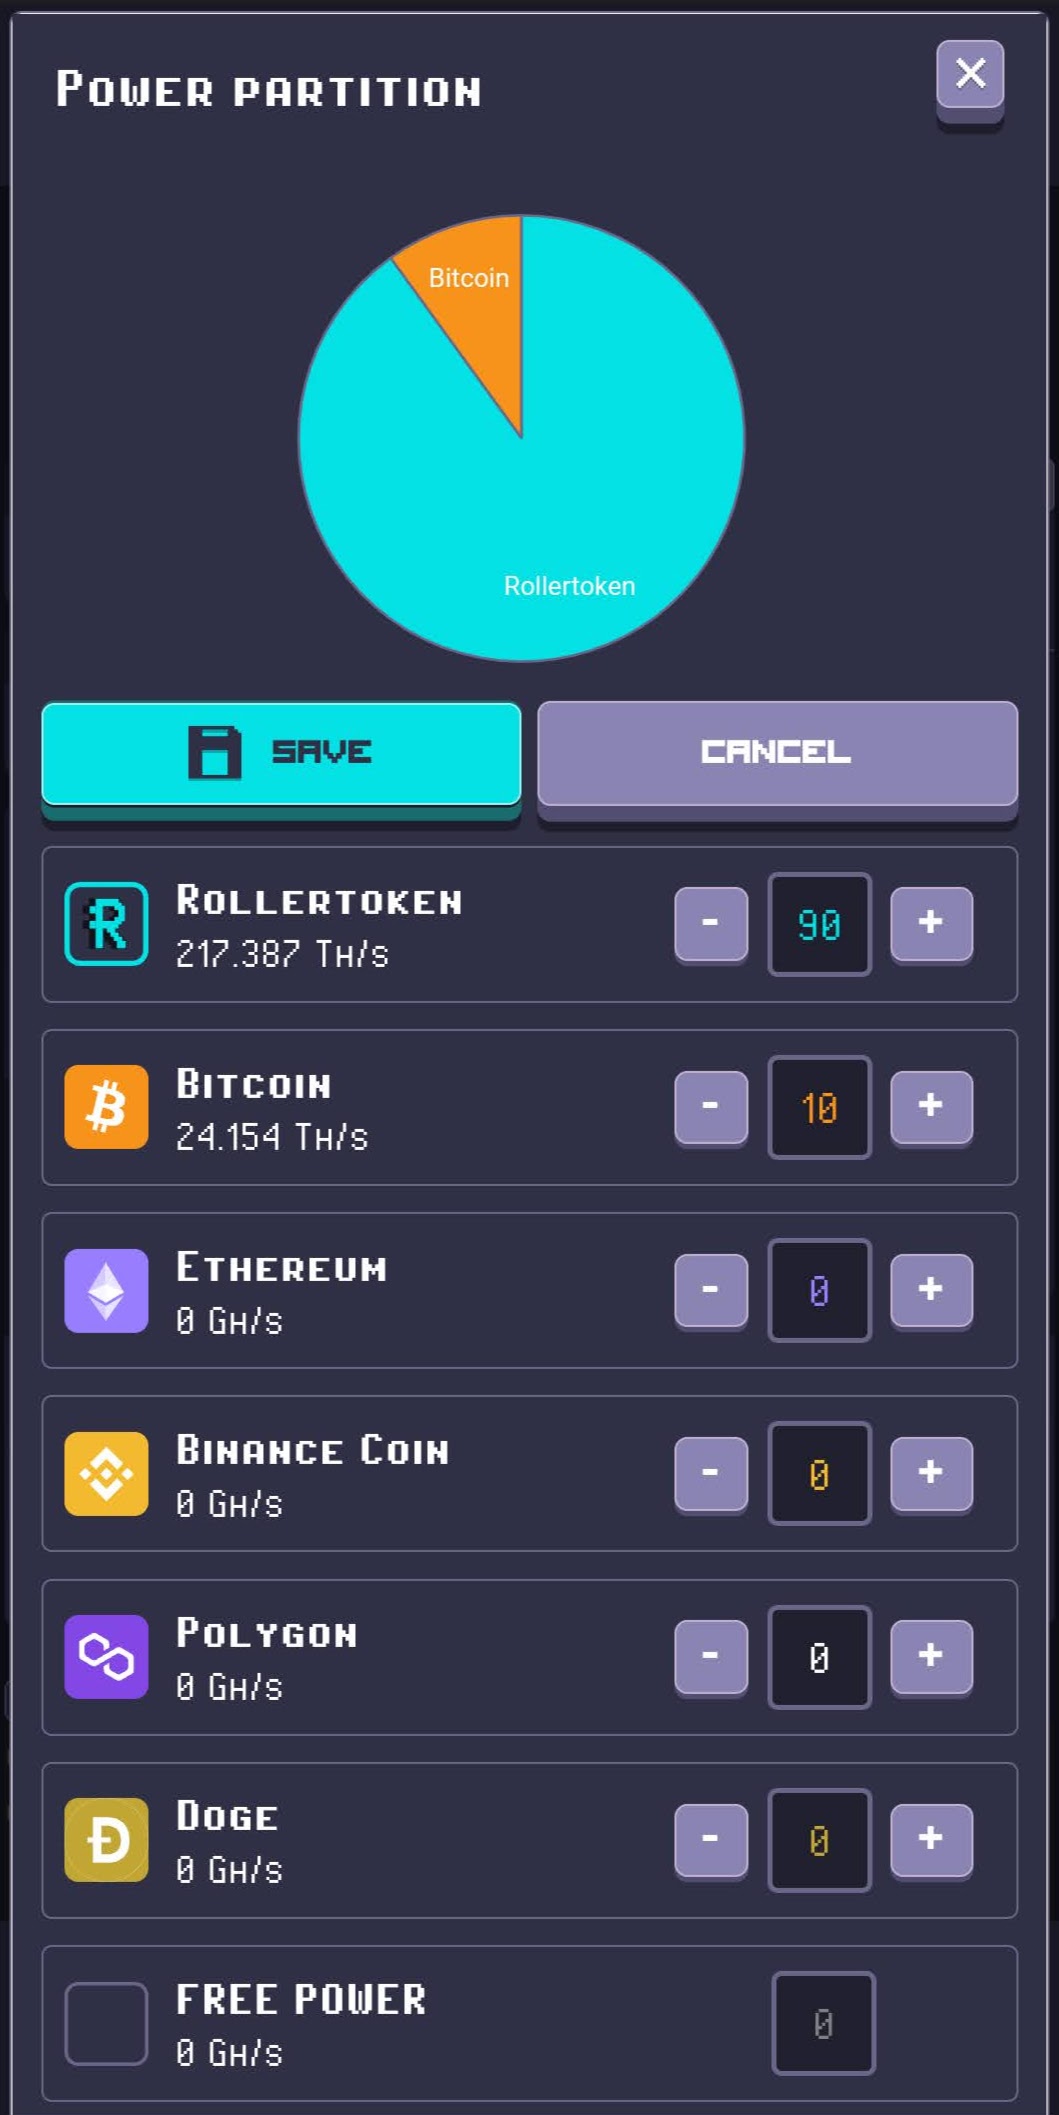 Power partition
Bitcoin
Rollertoken
SAVE
CANCEL
Rollertoken
217.387 Th/s
- 90 +
Bitcoin
24.154 Th/s
- 10 +
Ethereum
0 Gh/s
- 0 +
Binance Coin
0 Gh/s
- 0 +
Polygon
0 Gh/s
- 0 +
Doge
0 Gh/s
- 0 +
FREE POWER
0 Gh/s
0